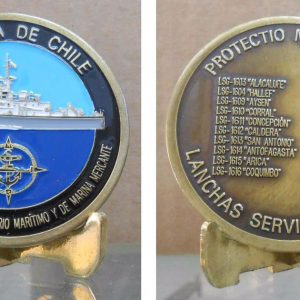 A DE CHILE
RIO MARÍTIMO Y DE MARINA MERCANTE
PROTECTIO M
LSG-1603 "ALACALUFE"
LSG-1604 "HALLEF"
LSG-1609 "AYSEN"
LSG-1610 "CORRAL"
LSG-1611 "CONCEPCIÓN"
LSG-1612 "CALDERA"
LSG-1613 "SAN ANTONIO"
LSG-1614 "ANTOFAGASTA"
LSG-1615 "ARICA"
LSG-1616 "COQUIMBO"
LANCHAS SERVI